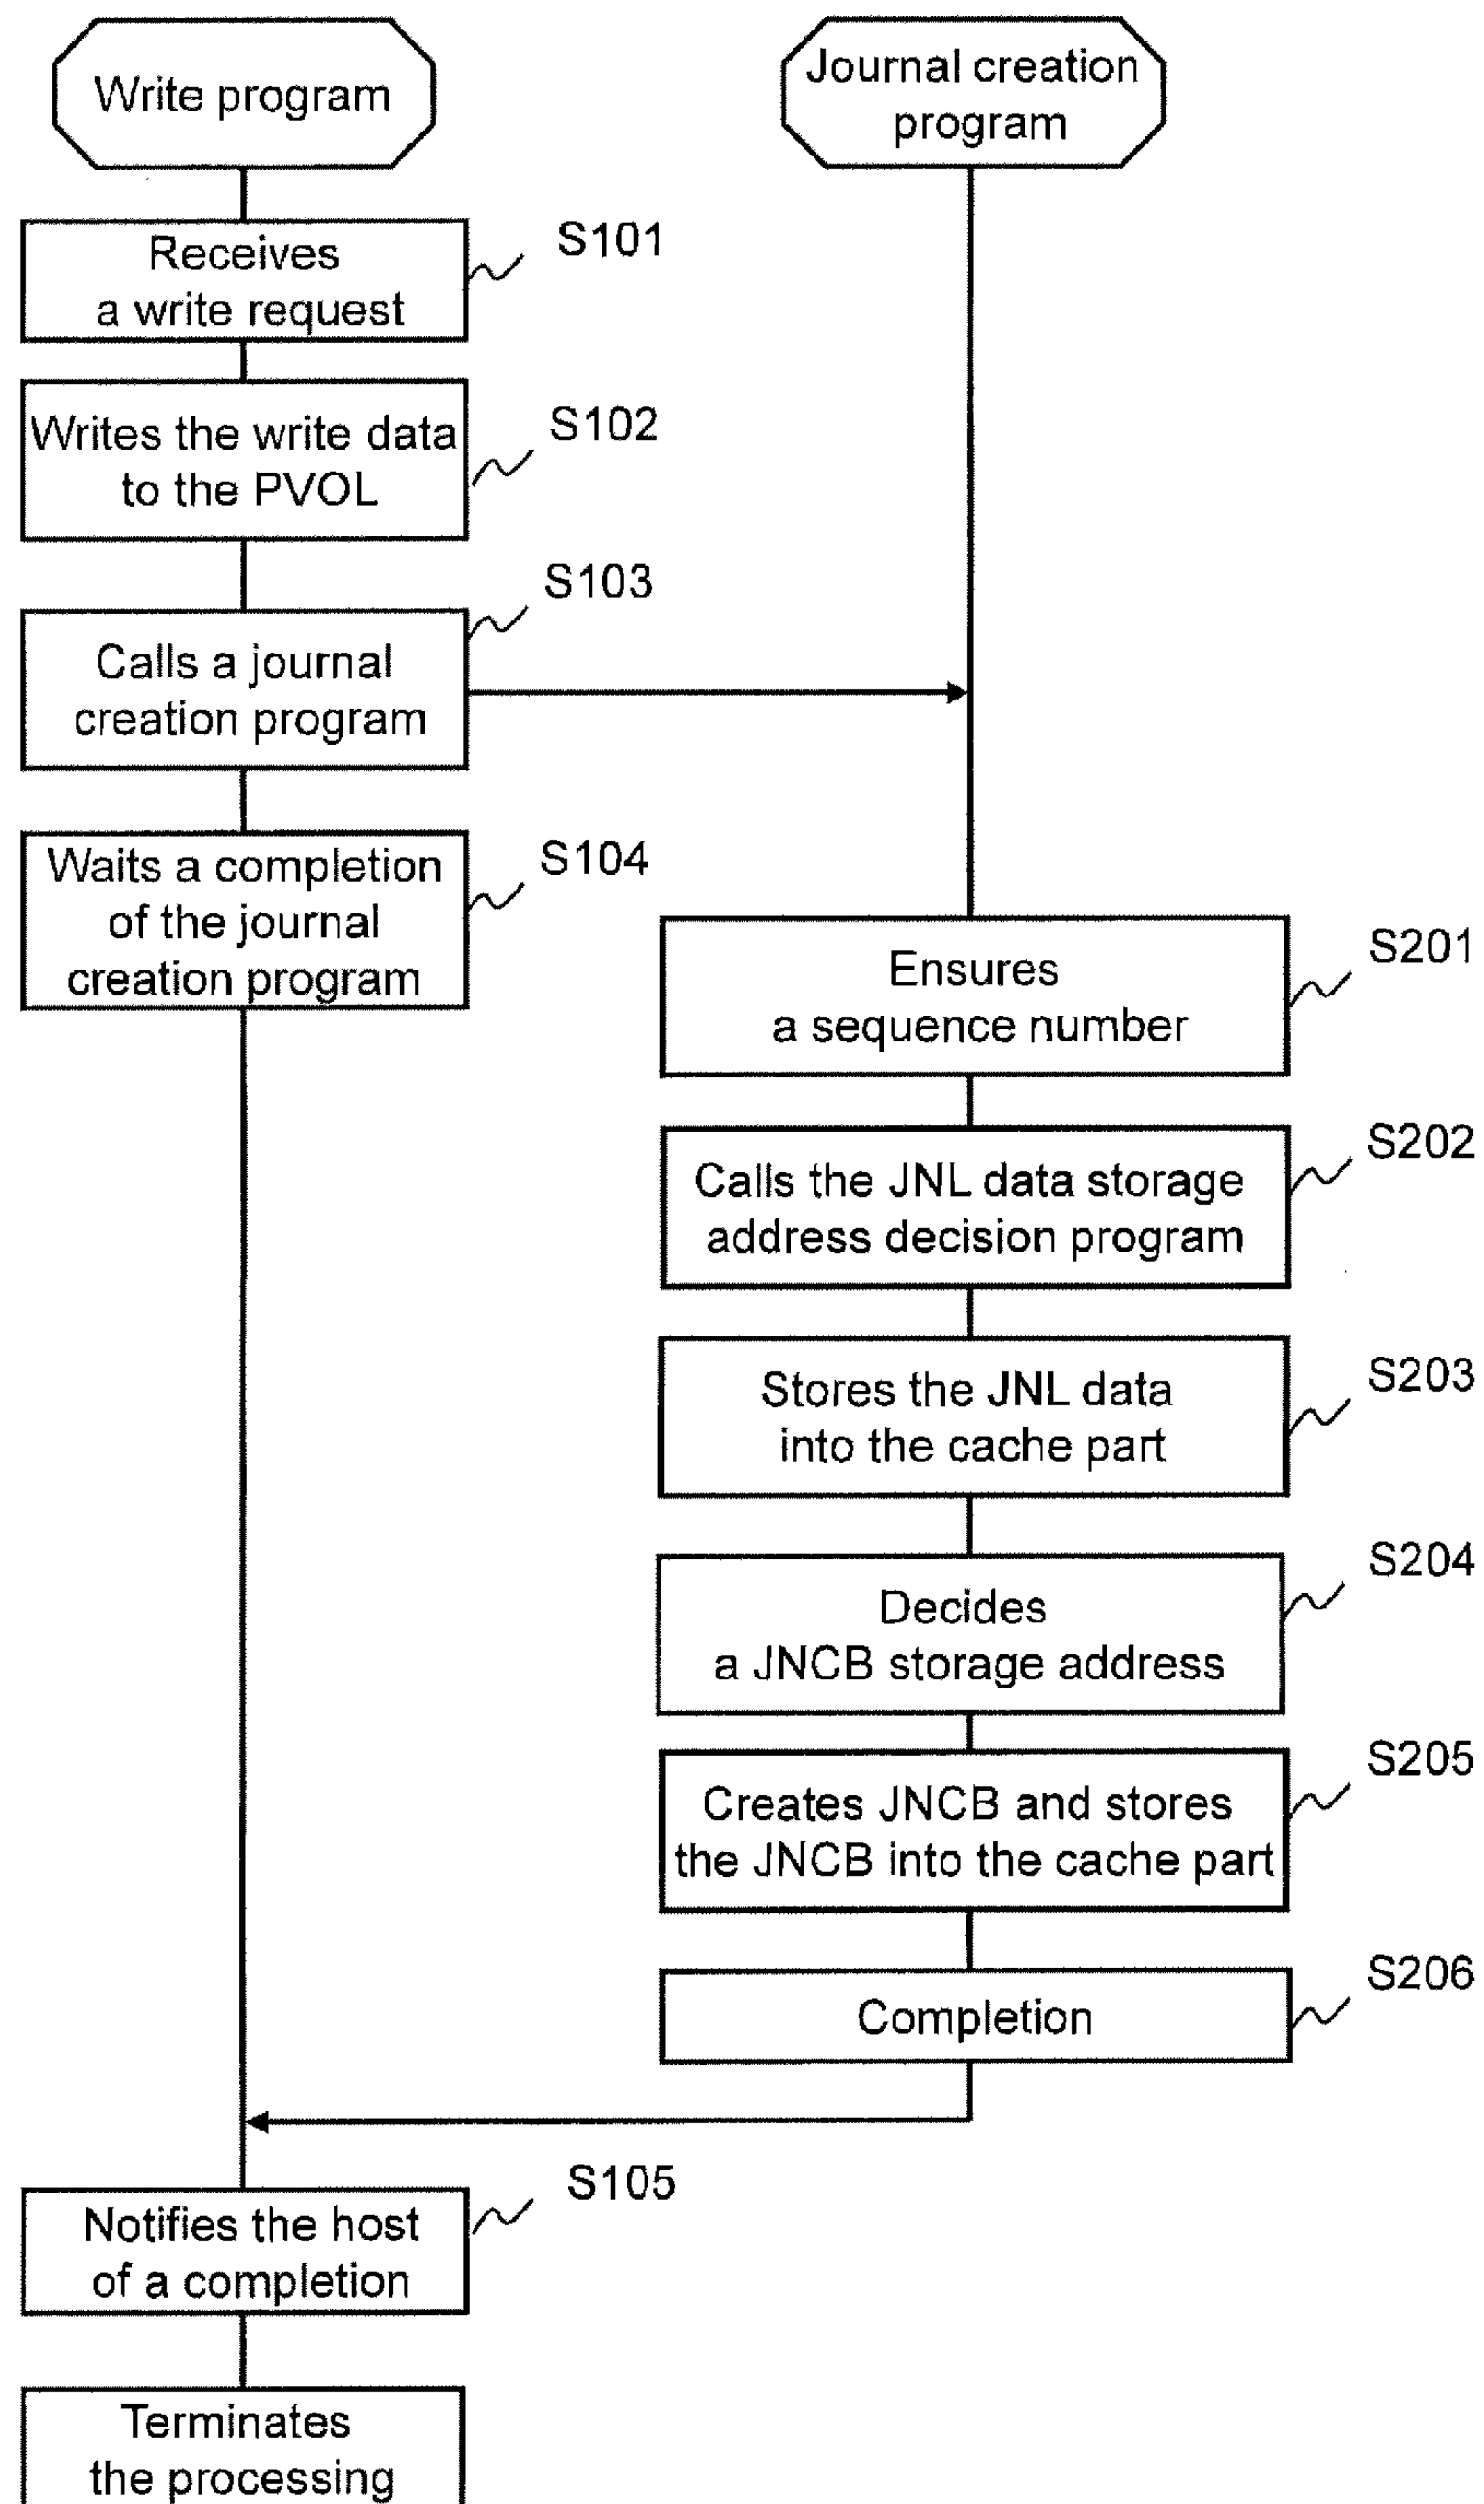 Write program
Journal creation
program
Receives
a write request
S101
Writes the write data
to the PVOL
S102
Calls a journal
creation program
S103
Waits a completion
of the journal
creation program
S104
Ensures
a sequence number
S201
Calls the JNL data storage
address decision program
S202
Stores the JNL data
into the cache part
S203
Decides
a JNCB storage address
S204
Creates JNCB and stores
the JNCB into the cache part
S205
Completion
S206
Notifies the host
of a completion
S105
Terminates
the processing